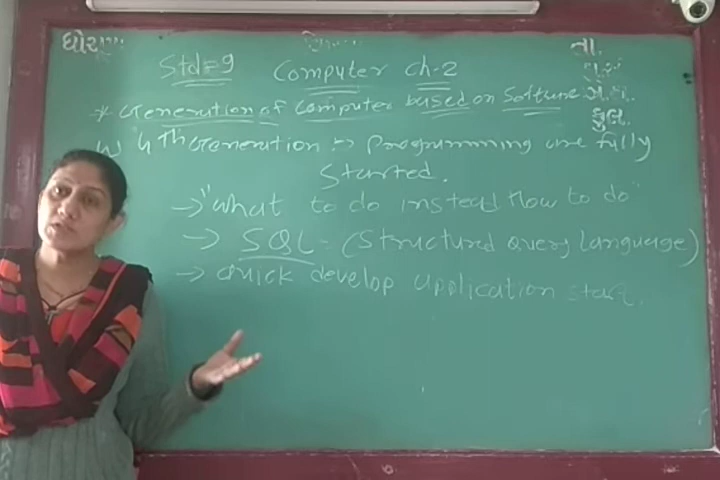 ધોરણ તા.
Std=9 Computer Ch-2
* Generation of Computer based on Software
4th Generation :-> Programming are fully
કુલ.
Started.
-> "What to do instead How to do"
-> SQL - (Structured Query Language)
-> Quick develop application start.